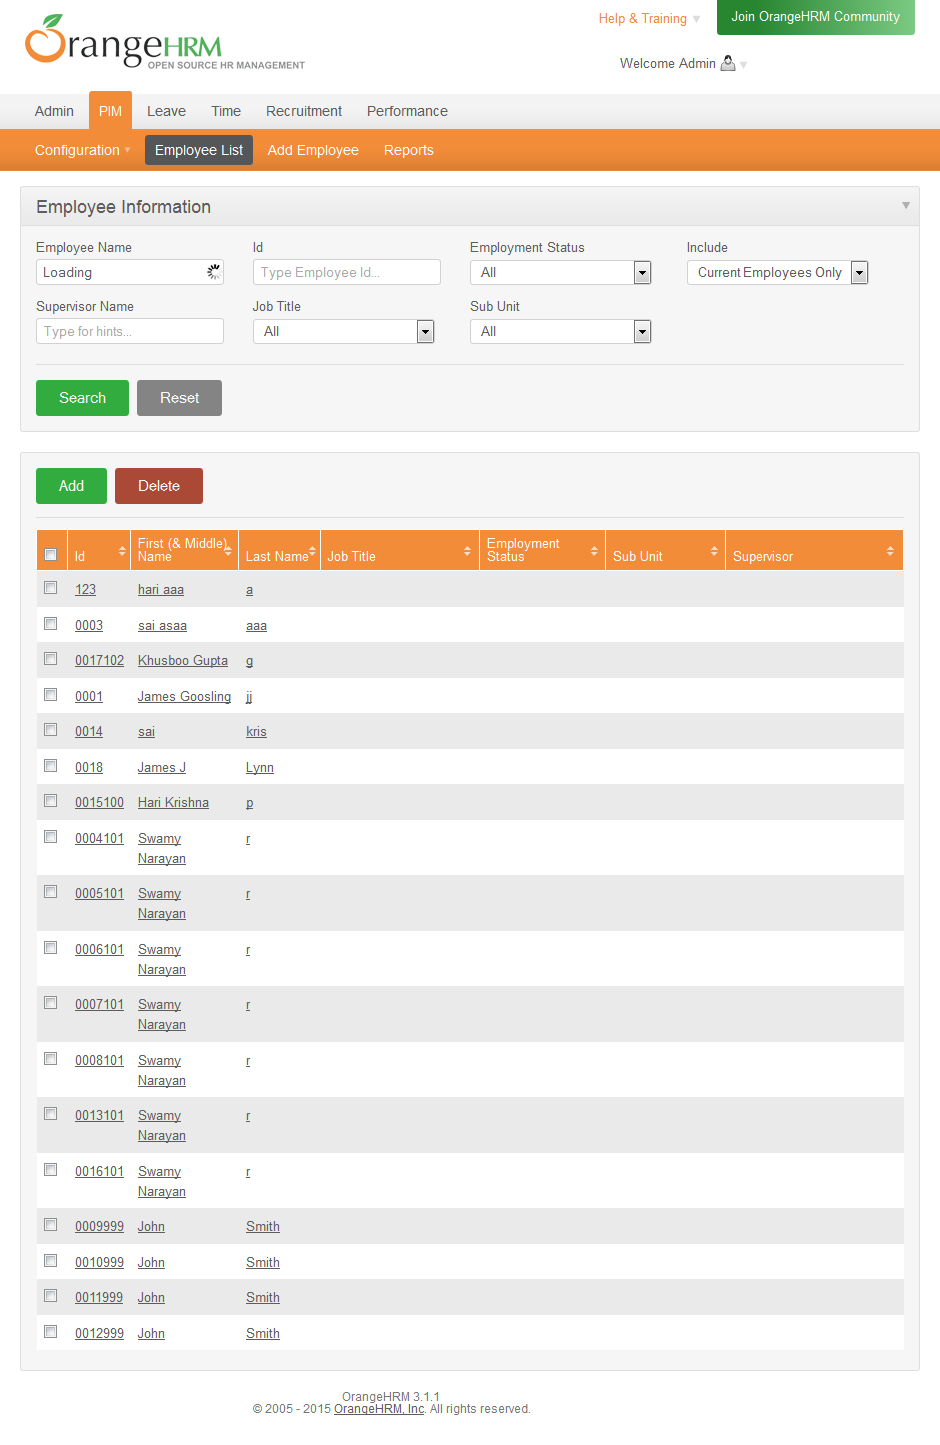 Help & Training
Join OrangeHRM Community
OrangeHRM
OPEN SOURCE HR MANAGEMENT
Welcome Admin
Admin PIM Leave Time Recruitment Performance
Configuration Employee List Add Employee Reports
Employee Information
Employee Name Id Employment Status Include
Loading Type Employee Id... All Current Employees Only
Supervisor Name Job Title Sub Unit
Type for hints... All All
Search Reset
Add Delete
Id First (& Middle) Name Last Name Job Title Employment Status Sub Unit Supervisor
123 hari aaa a
0003 sai asaa aaa
0017102 Khusboo Gupta g
0001 James Goosling jj
0014 sai kris
0018 James J Lynn
0015100 Hari Krishna p
0004101 Swamy Narayan r
0005101 Swamy Narayan r
0006101 Swamy Narayan r
0007101 Swamy Narayan r
0008101 Swamy Narayan r
0013101 Swamy Narayan r
0016101 Swamy Narayan r
0009999 John Smith
0010999 John Smith
0011999 John Smith
0012999 John Smith
OrangeHRM 3.1.1
© 2005 - 2015 OrangeHRM, Inc. All rights reserved.